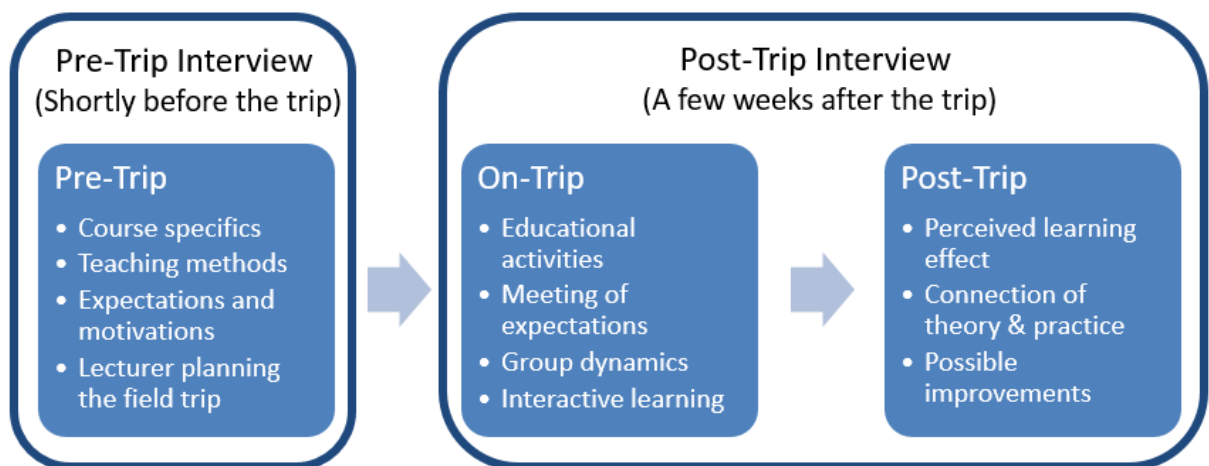 Pre-Trip Interview
(Shortly before the trip)
Pre-Trip
• Course specifics
• Teaching methods
• Expectations and
motivations
• Lecturer planning
the field trip
Post-Trip Interview
(A few weeks after the trip)
On-Trip
• Educational
activities
• Meeting of
expectations
• Group dynamics
• Interactive learning
Post-Trip
• Perceived learning
effect
• Connection of
theory & practice
• Possible
improvements